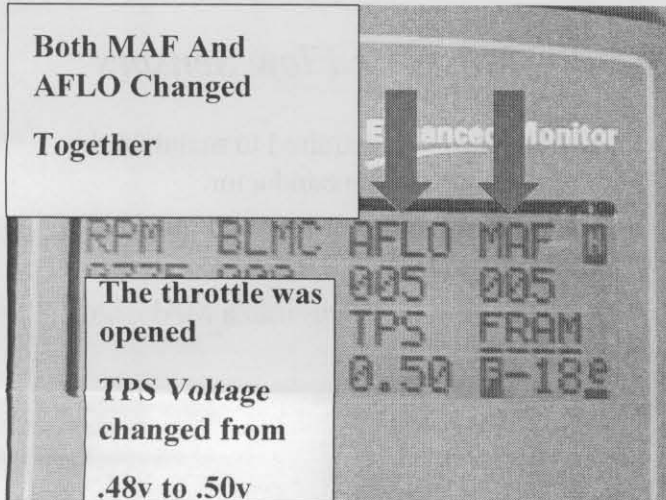 Both MAF And
AFLO Changed
Together
Enhanced Monitor
RPM BLMC AFLO MAF
005 005
The throttle was
opened
TPS FRAM
0.50 F-18e
TPS Voltage
changed from
.48v to .50v